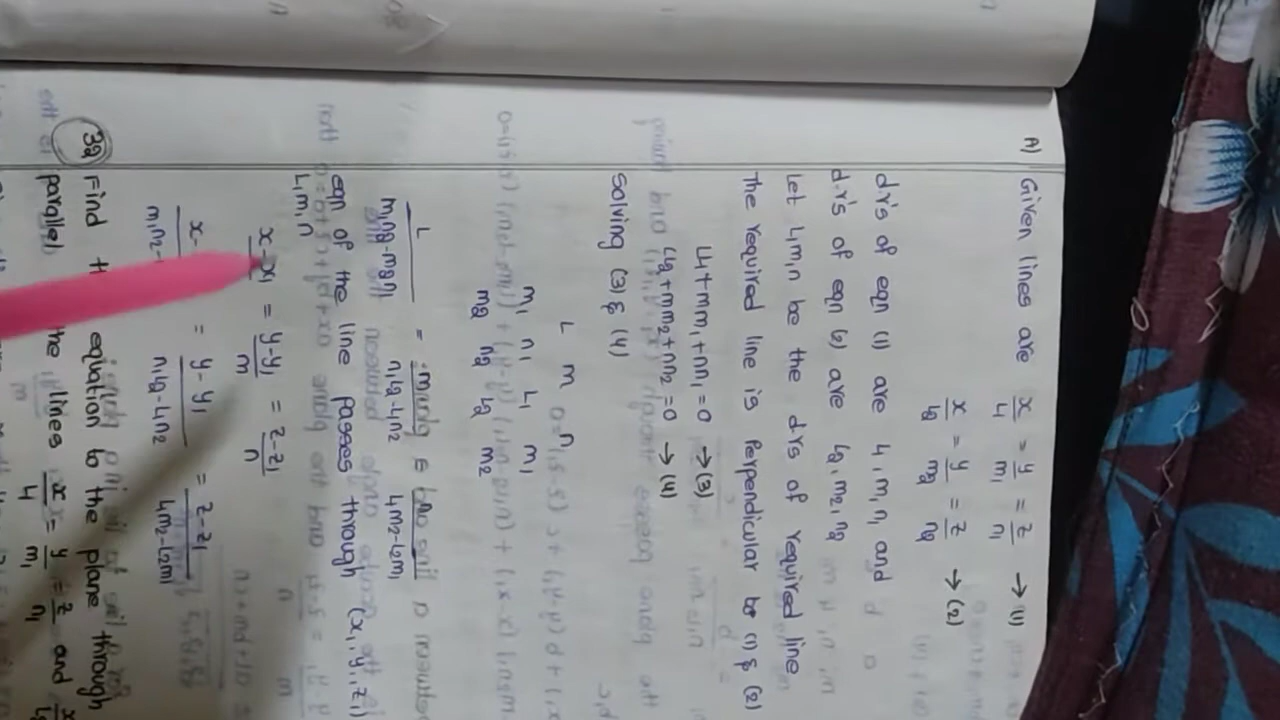 A) Given lines are x/l1 = y/m1 = z/n1 → (1)
x/l2 = y/m2 = z/n2 → (2)
d.r's of eqn (1) are l1, m1, n1 and
d.r's of eqn (2) are l2, m2, n2
Let L, m, n be the drs of required line
The required line is perpendicular to (1) & (2)
Ll1 + mm1 + nn1 = 0 → (3)
Ll2 + mm2 + nn2 = 0 → (4)
Solving (3) & (4)
L m n
m1 n1 L1 m1
m2 n2 L2 m2
L/(m1n2 - m2n1) = m/(n1l2 - l1n2) = n/(l1m2 - l2m1)
eqn of the line passes through (x1, y1, z1)
L, m, n
(x - x1)/ = (y - y1)/m = (z - z1)/n
x- / m1n2- = (y - y1)/(n1l2 - l1n2) = (z - z1)/(l1m2 - l2m1)
32 Find equation to the plane through
parallel lines x/l1 = y/m1 = z/n1 and